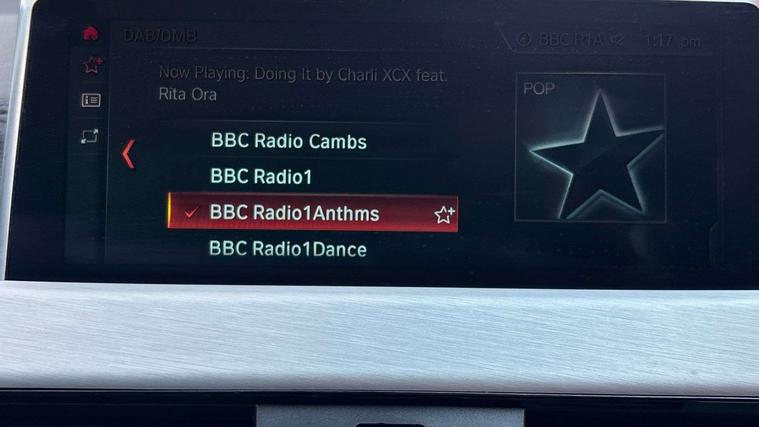 DAB/DMB
BBC R1A 1:17 pm
Now Playing: Doing It by Charli XCX feat.
Rita Ora
POP
BBC Radio Cambs
BBC Radio1
BBC Radio1Anthms
BBC Radio1Dance